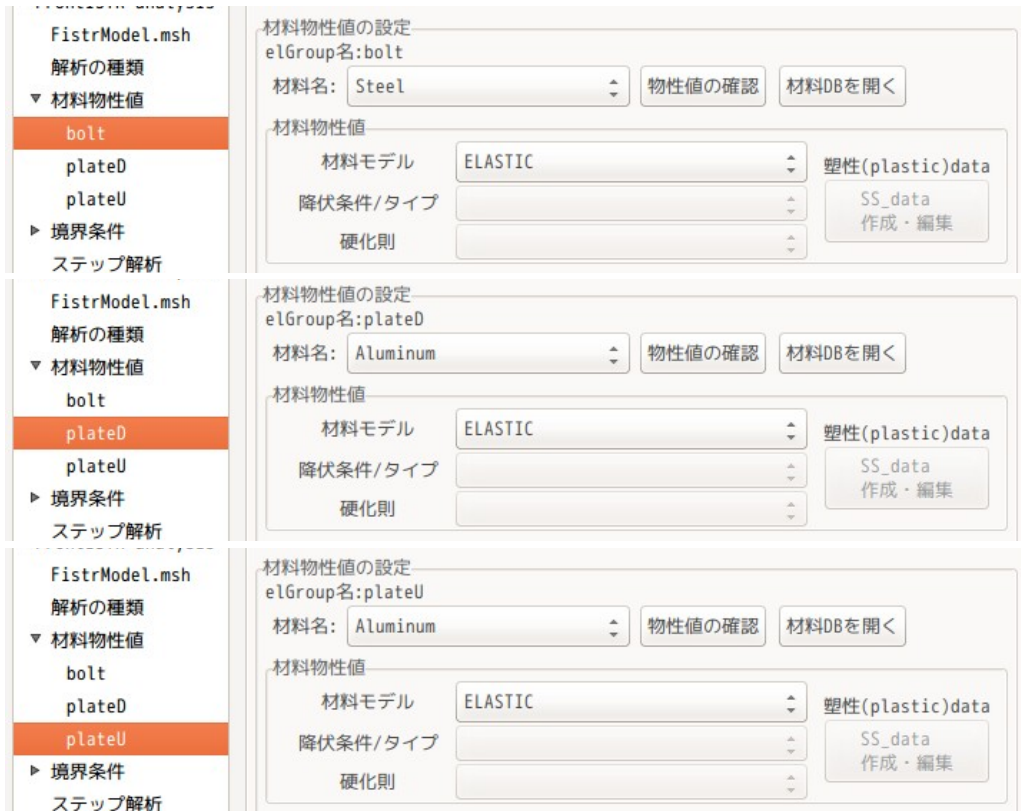 FistrModel.msh
解析の種類
材料物性値
bolt
plateD
plateU
境界条件
ステップ解析
材料物性値の設定
elGroup名:bolt
材料名: Steel 物性値の確認 材料DBを開く
材料物性値
材料モデル ELASTIC 塑性(plastic)data
降伏条件/タイプ SS_data
作成・編集
硬化則
FistrModel.msh
解析の種類
材料物性値
bolt
plateD
plateU
境界条件
ステップ解析
材料物性値の設定
elGroup名:plateD
材料名: Aluminum 物性値の確認 材料DBを開く
材料物性値
材料モデル ELASTIC 塑性(plastic)data
降伏条件/タイプ SS_data
作成・編集
硬化則
FistrModel.msh
解析の種類
材料物性値
bolt
plateD
plateU
境界条件
ステップ解析
材料物性値の設定
elGroup名:plateU
材料名: Aluminum 物性値の確認 材料DBを開く
材料物性値
材料モデル ELASTIC 塑性(plastic)data
降伏条件/タイプ SS_data
作成・編集
硬化則